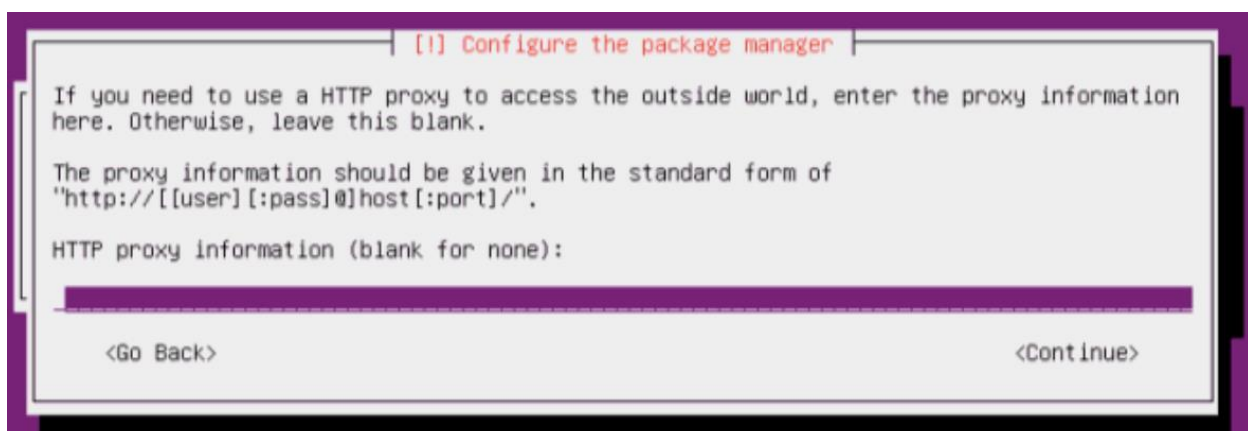 [!] Configure the package manager
If you need to use a HTTP proxy to access the outside world, enter the proxy information
here. Otherwise, leave this blank.
The proxy information should be given in the standard form of
"http://[[user][:pass]@]host[:port]/".
HTTP proxy information (blank for none):
<Go Back>
<Continue>